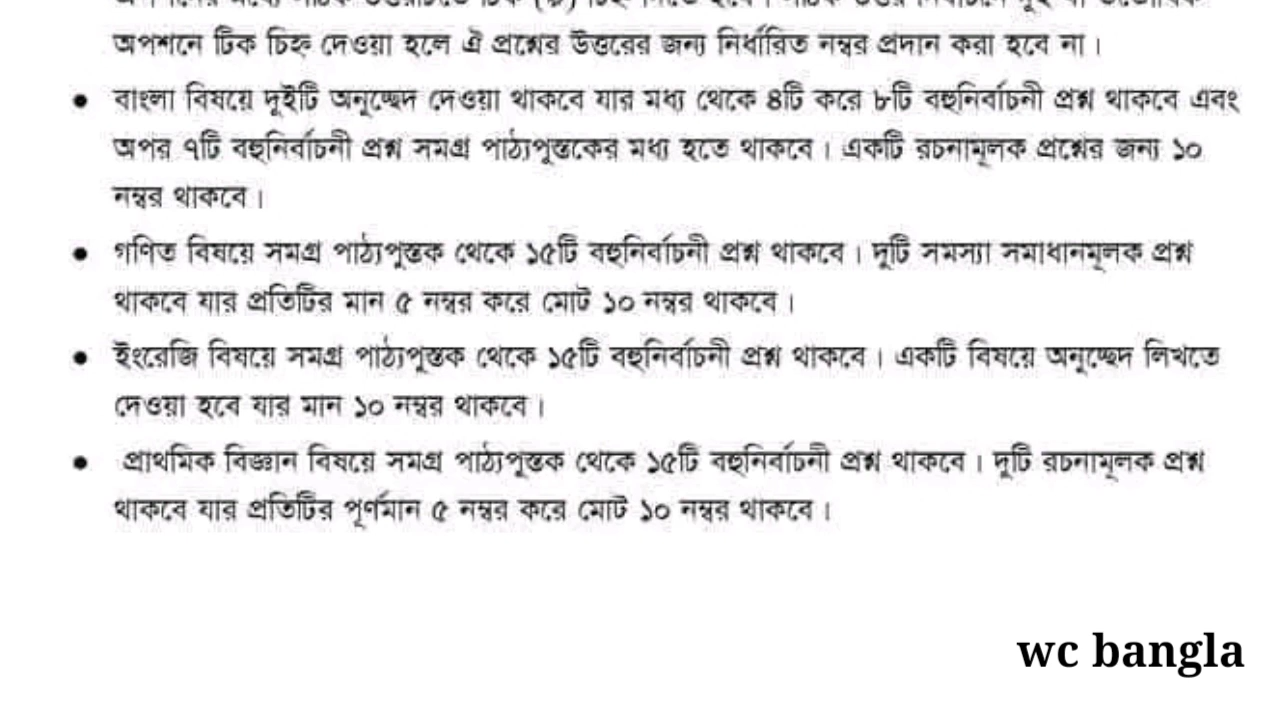 অপশনে টিক চিহ্ন দেওয়া হলে ঐ প্রশ্নের উত্তরের জন্য নির্ধারিত নম্বর প্রদান করা হবে না।
● বাংলা বিষয়ে দুইটি অনুচ্ছেদ দেওয়া থাকবে যার মধ্য থেকে ৪টি করে ৮টি বহুনির্বাচনী প্রশ্ন থাকবে এবং
অপর ৭টি বহুনির্বাচনী প্রশ্ন সমগ্র পাঠ্যপুস্তকের মধ্য হতে থাকবে। একটি রচনামূলক প্রশ্নের জন্য ১০
নম্বর থাকবে।
● গণিত বিষয়ে সমগ্র পাঠ্যপুস্তক থেকে ১৫টি বহুনির্বাচনী প্রশ্ন থাকবে। দুটি সমস্যা সমাধানমূলক প্রশ্ন
থাকবে যার প্রতিটির মান ৫ নম্বর করে মোট ১০ নম্বর থাকবে।
● ইংরেজি বিষয়ে সমগ্র পাঠ্যপুস্তক থেকে ১৫টি বহুনির্বাচনী প্রশ্ন থাকবে। একটি বিষয়ে অনুচ্ছেদ লিখতে
দেওয়া হবে যার মান ১০ নম্বর থাকবে।
● প্রাথমিক বিজ্ঞান বিষয়ে সমগ্র পাঠ্যপুস্তক থেকে ১৫টি বহুনির্বাচনী প্রশ্ন থাকবে। দুটি রচনামূলক প্রশ্ন
থাকবে যার প্রতিটির পূর্ণমান ৫ নম্বর করে মোট ১০ নম্বর থাকবে।
wc bangla